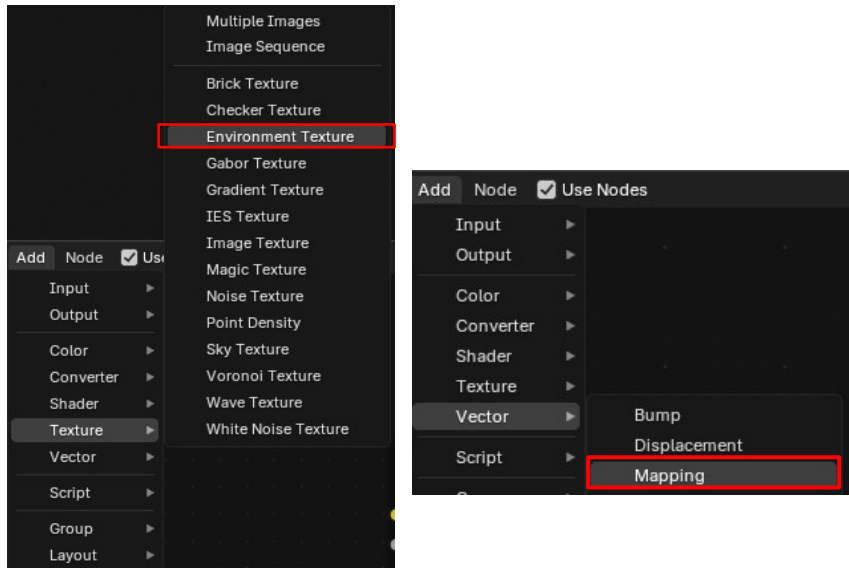 Multiple Images
Image Sequence
Brick Texture
Checker Texture
Environment Texture
Gabor Texture
Gradient Texture
IES Texture
Image Texture
Magic Texture
Noise Texture
Point Density
Sky Texture
Voronoi Texture
Wave Texture
White Noise Texture
Add Node Use
Input
Output
Color
Converter
Shader
Texture
Vector
Script
Group
Layout
Add Node Use Nodes
Input
Output
Color
Converter
Shader
Texture
Vector
Script
Bump
Displacement
Mapping